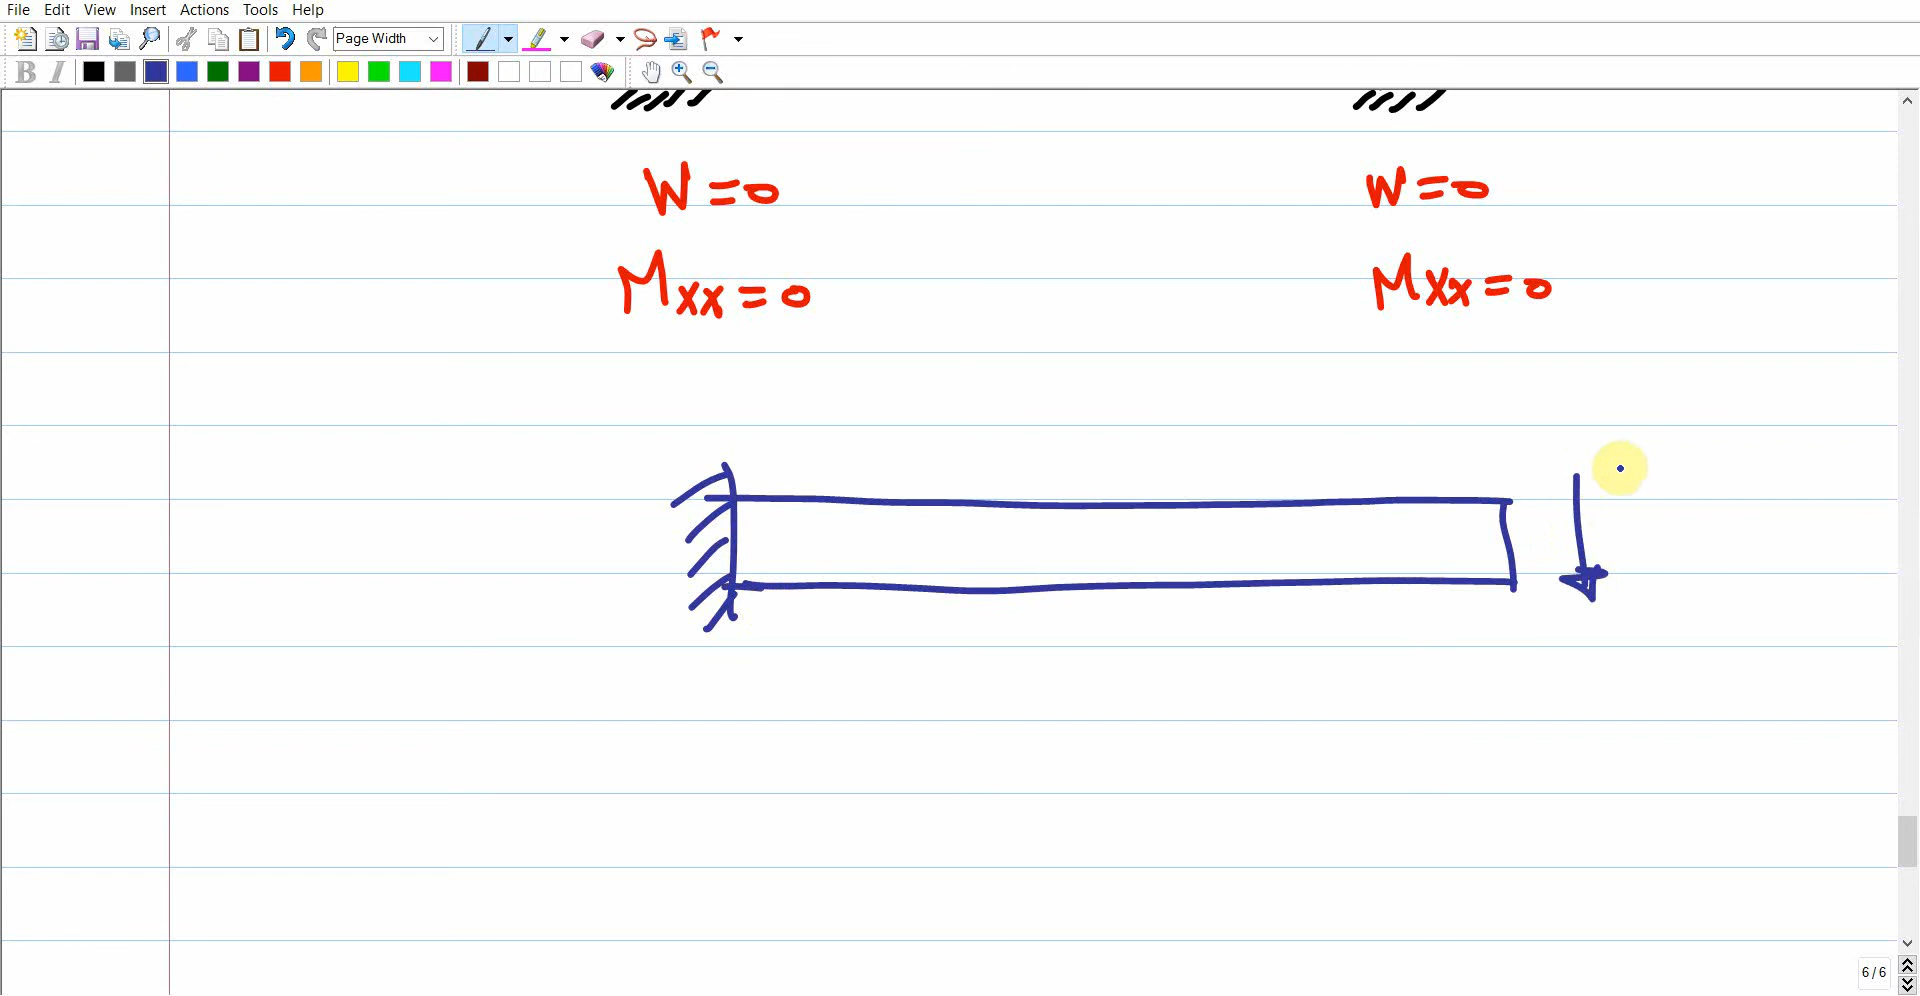 File Edit View Insert Actions Tools Help
Page Width
B I
W=0 W=0
Mxx=0 Mxx=0
6/6